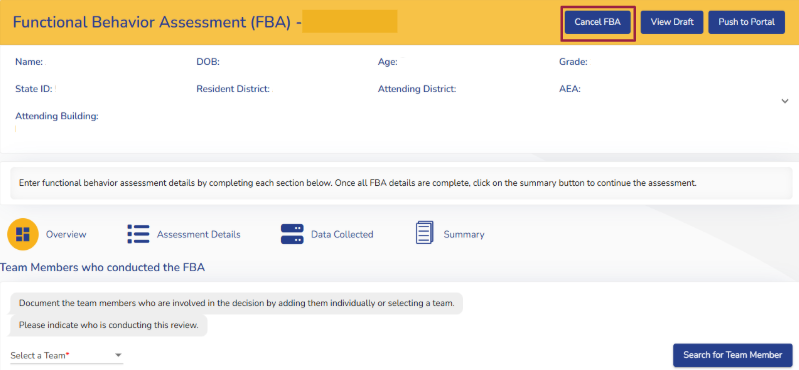 Functional Behavior Assessment (FBA) -
Cancel FBA
View Draft
Push to Portal
Name:
DOB:
Age:
Grade:
State ID:
Resident District:
Attending District:
AEA:
Attending Building:
Enter functional behavior assessment details by completing each section below. Once all FBA details are complete, click on the summary button to continue the assessment.
Overview
Assessment Details
Data Collected
Summary
Team Members who conducted the FBA
Document the team members who are involved in the decision by adding them individually or selecting a team.
Please indicate who is conducting this review.
Select a Team*
Search for Team Member